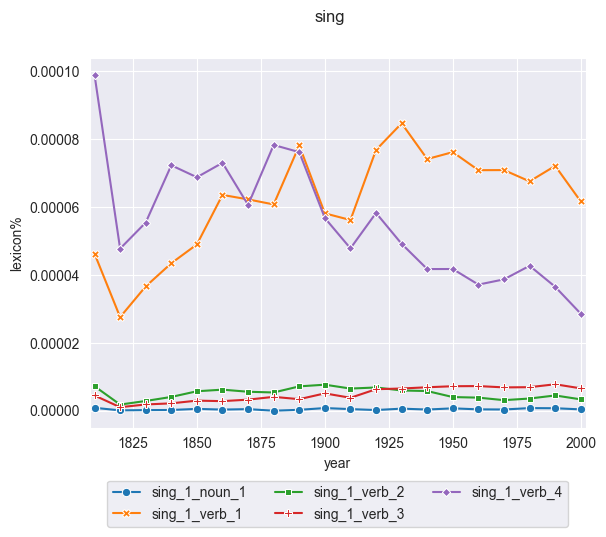 sing
0.00010
0.00008
0.00006
0.00004
0.00002
0.00000
lexicon%
1825 1850 1875 1900 1925 1950 1975 2000
year
sing_1_noun_1 sing_1_verb_2 sing_1_verb_4
sing_1_verb_1 sing_1_verb_3